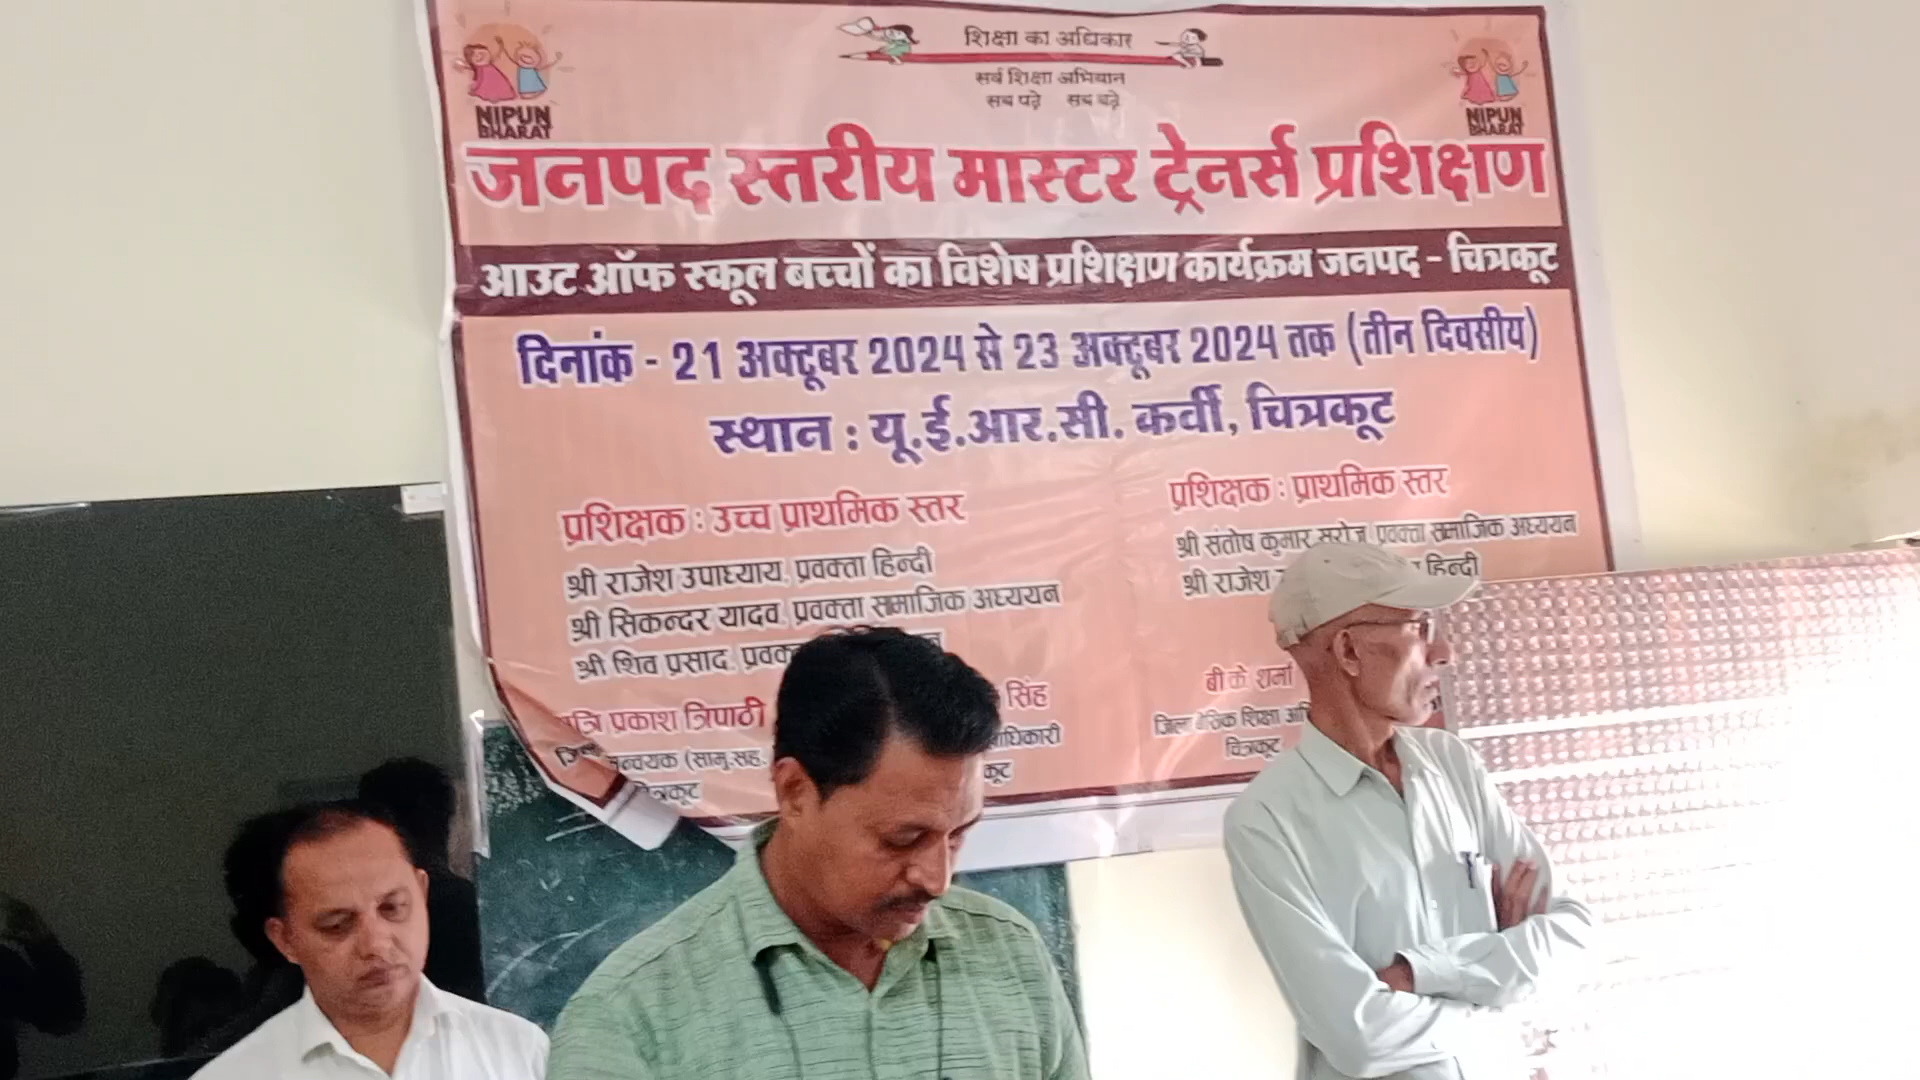 शिक्षा का अधिकार
सर्व शिक्षा अभियान
सब पढ़े सब बढ़े
NIPUN
BHARAT
NIPUN
BHARAT
जनपद स्तरीय मास्टर ट्रेनर्स प्रशिक्षण
आउट ऑफ स्कूल बच्चों का विशेष प्रशिक्षण कार्यक्रम जनपद - चित्रकूट
दिनांक - 21 अक्टूबर 2024 से 23 अक्टूबर 2024 तक (तीन दिवसीय)
स्थान : यू.ई.आर.सी. कर्वी, चित्रकूट
प्रशिक्षक : उच्च प्राथमिक स्तर
श्री राजेश उपाध्याय, प्रवक्ता हिन्दी
श्री सिकन्दर यादव, प्रवक्ता सामाजिक अध्ययन
श्री शिव प्रसाद,
प्रशिक्षक : प्राथमिक स्तर
श्री संतोष कुमार सरोज, प्रवक्ता सामाजिक अध्ययन
श्री राजेश हिन्दी
प्रकाश त्रिपाठी
(सामु.सह.
सिंह
बी के शर्मा
जिला बेसिक शिक्षा
चित्रकूट